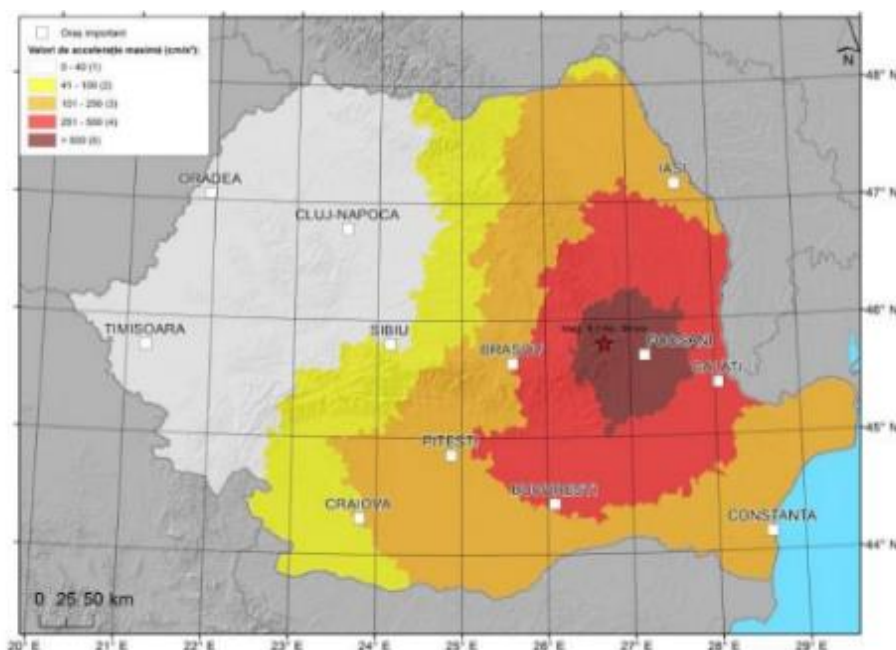 Oraș important
Valori de accelerație maximă (cm/s²):
0 - 40 (1)
41 - 100 (2)
101 - 250 (3)
251 - 500 (4)
> 500 (5)
N
48° N
IASI
ORADEA
47° N
CLUJ-NAPOCA
46° N
TIMISOARA
SIBIU
BRASOV
FOCSANI
GALATI
45° N
PITESTI
BUCURESTI
CRAIOVA
CONSTANTA
44° N
0 25 50 km
20° E
21° E
22° E
23° E
24° E
25° E
26° E
27° E
28° E
29° E